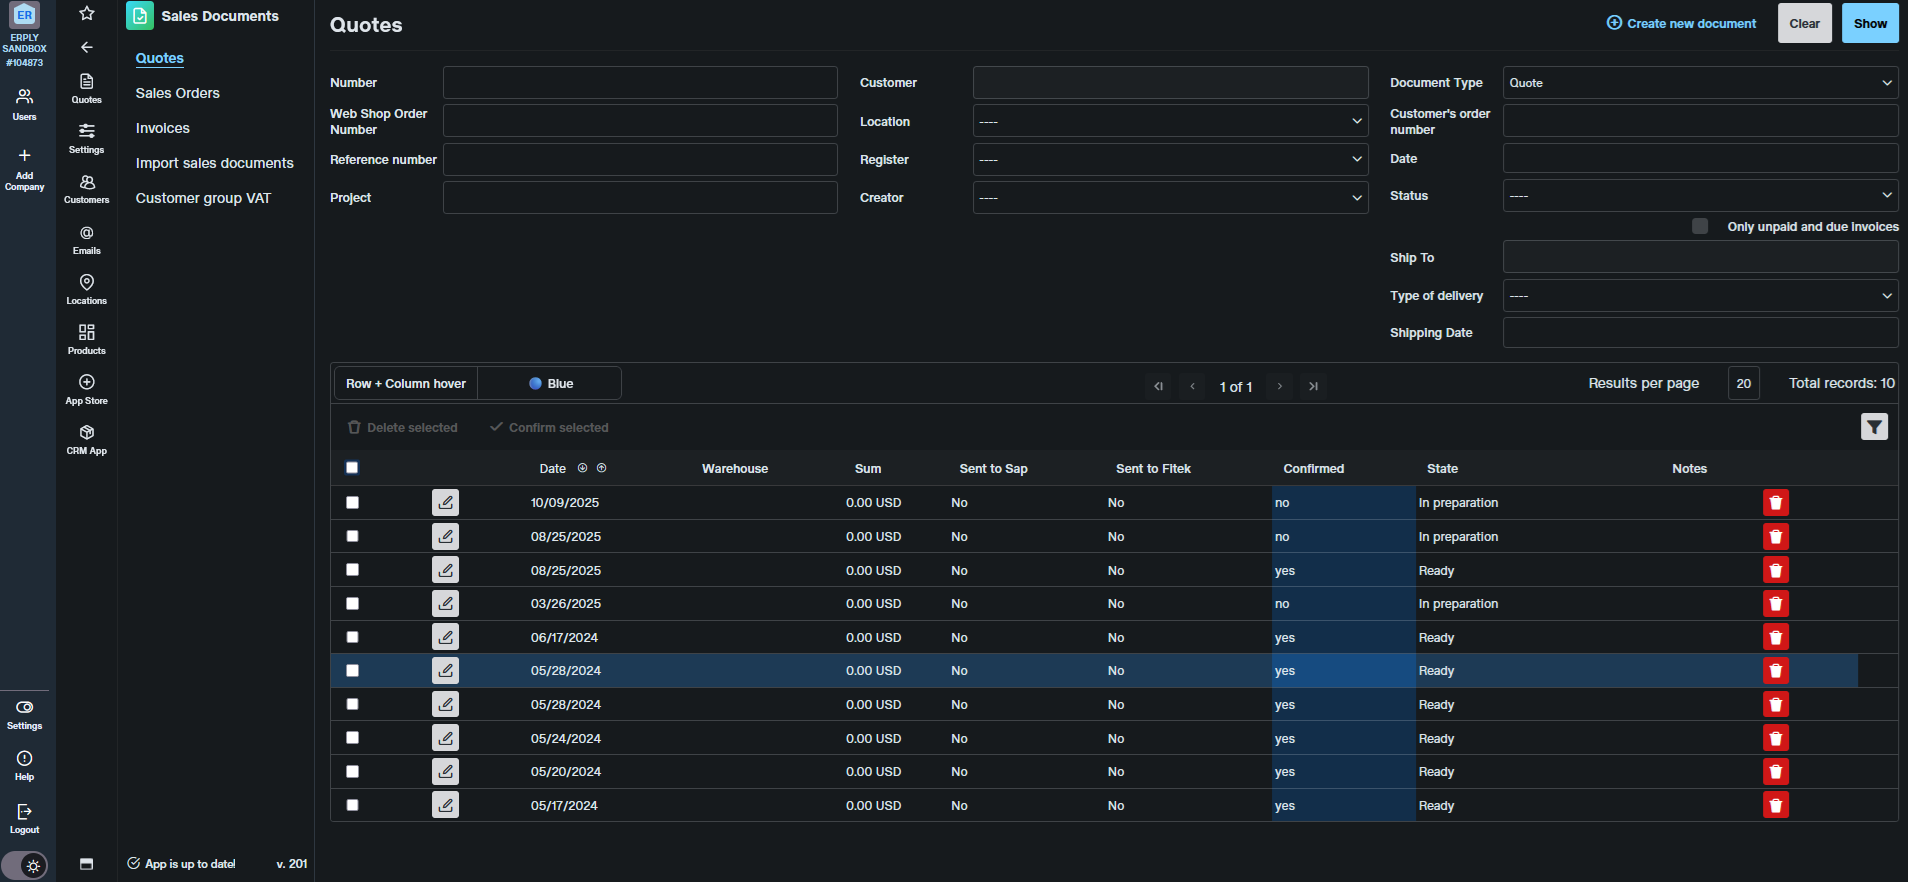 ER
ERPLY
SANDBOX
#104873
Users
Add
Company
Settings
Help
Logout
Quotes
Settings
Customers
Emails
Locations
Products
App Store
CRM App
Sales Documents
Quotes
Sales Orders
Invoices
Import sales documents
Customer group VAT
App is up to date!
v. 201
Quotes
Create new document
Clear
Show
Number
Web Shop Order
Number
Reference number
Project
Customer
Location
----
Register
----
Creator
----
Document Type
Quote
Customer's order
number
Date
Status
----
Only unpaid and due invoices
Ship To
Type of delivery
----
Shipping Date
Row + Column hover
Blue
1 of 1
Results per page
20
Total records: 10
Delete selected
Confirm selected
Date Warehouse Sum Sent to Sap Sent to Fitek Confirmed State Notes
10/09/2025 0.00 USD No No no In preparation
08/25/2025 0.00 USD No No no In preparation
08/25/2025 0.00 USD No No yes Ready
03/26/2025 0.00 USD No No no In preparation
06/17/2024 0.00 USD No No yes Ready
05/28/2024 0.00 USD No No yes Ready
05/28/2024 0.00 USD No No yes Ready
05/24/2024 0.00 USD No No yes Ready
05/20/2024 0.00 USD No No yes Ready
05/17/2024 0.00 USD No No yes Ready